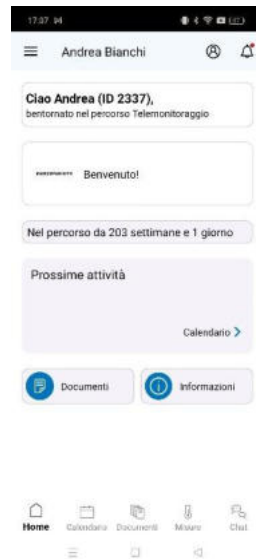 17:07
Andrea Bianchi
Ciao Andrea (ID 2337),
bentornato nel percorso Telemonitoraggio
Benvenuto!
Nel percorso da 203 settimane e 1 giorno
Prossime attività
Calendario
Documenti
Informazioni
Home
Calendario
Documenti
Misure
Chat